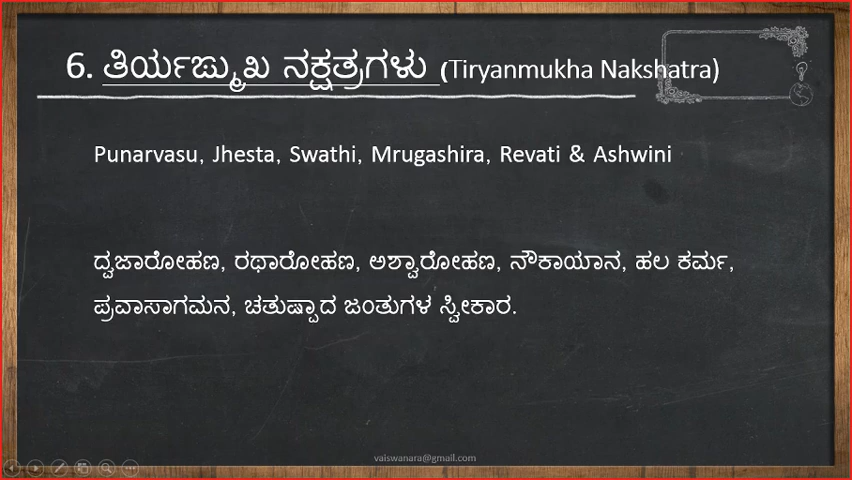 6. ತಿರ್ಯಙ್ಮುಖ ನಕ್ಷತ್ರಗಳು (Tiryanmukha Nakshatra)
Punarvasu, Jhesta, Swathi, Mrugashira, Revati & Ashwini
ದ್ವಜಾರೋಹಣ, ರಥಾರೋಹಣ, ಅಶ್ವಾರೋಹಣ, ನೌಕಾಯಾನ, ಹಲ ಕರ್ಮ,
ಪ್ರವಾಸಾಗಮನ, ಚತುಷ್ಪಾದ ಜಂತುಗಳ ಸ್ವೀಕಾರ.
vaiswanara@gmail.com